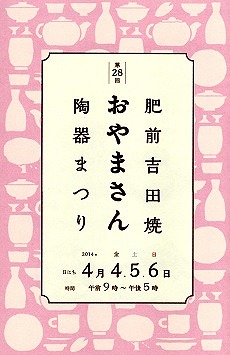 第28回
肥前吉田焼
おやまさん
陶器まつり
2014年 金 土 日
日にち 4月4.5.6日
時間 午前9時～午後5時